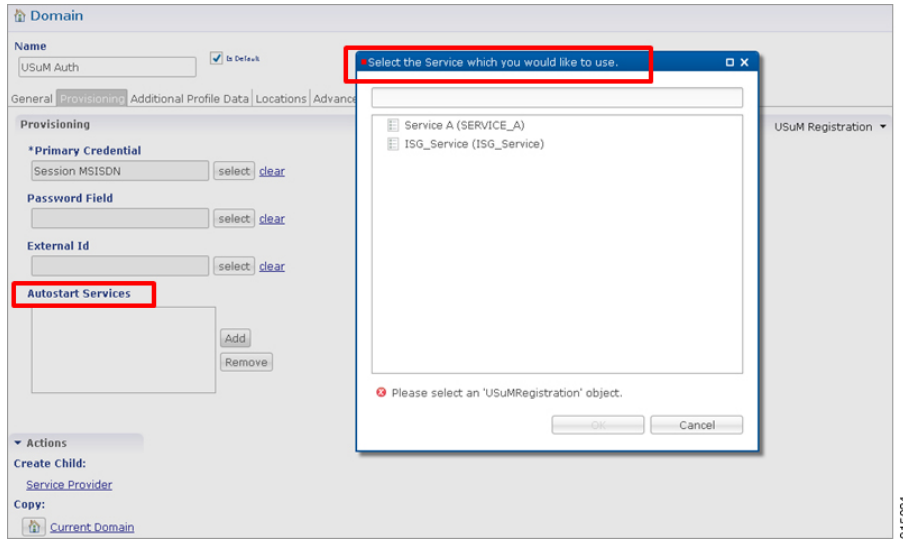 Domain
Name
USuM Auth
Is Default
General Provisioning Additional Profile Data Locations Advance
Provisioning
USuM Registration
*Primary Credential
Session MSISDN
select clear
Password Field
select clear
External Id
select clear
Autostart Services
Add
Remove
Actions
Create Child:
Service Provider
Copy:
Current Domain
*Select the Service which you would like to use.
Service A (SERVICE_A)
ISG_Service (ISG_Service)
Please select an 'USuMRegistration' object.
OK Cancel